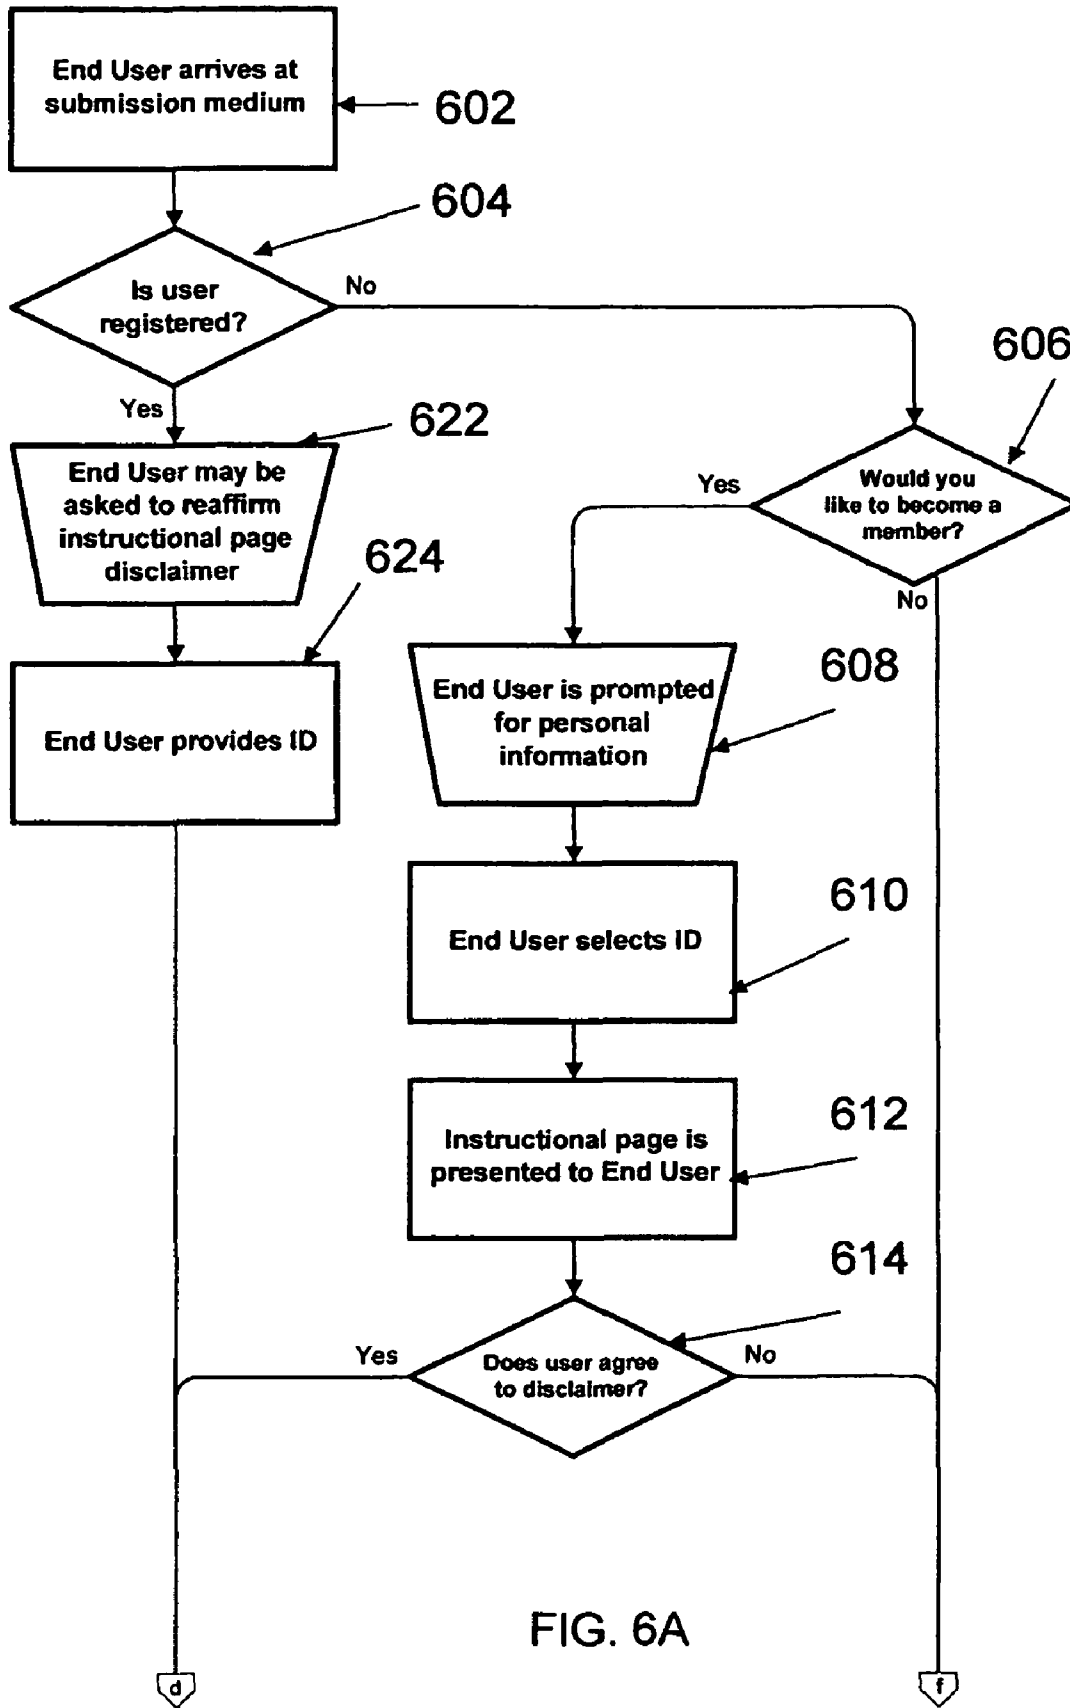 End User arrives at
submission medium
602
604
Is user
registered?
No
Yes
606
Would you
like to become a
member?
Yes
No
622
End User may be
asked to reaffirm
instructional page
disclaimer
624
End User provides ID
608
End User is prompted
for personal
information
610
End User selects ID
612
Instructional page is
presented to End User
614
Does user agree
to disclaimer?
Yes
No
FIG. 6A
d
f